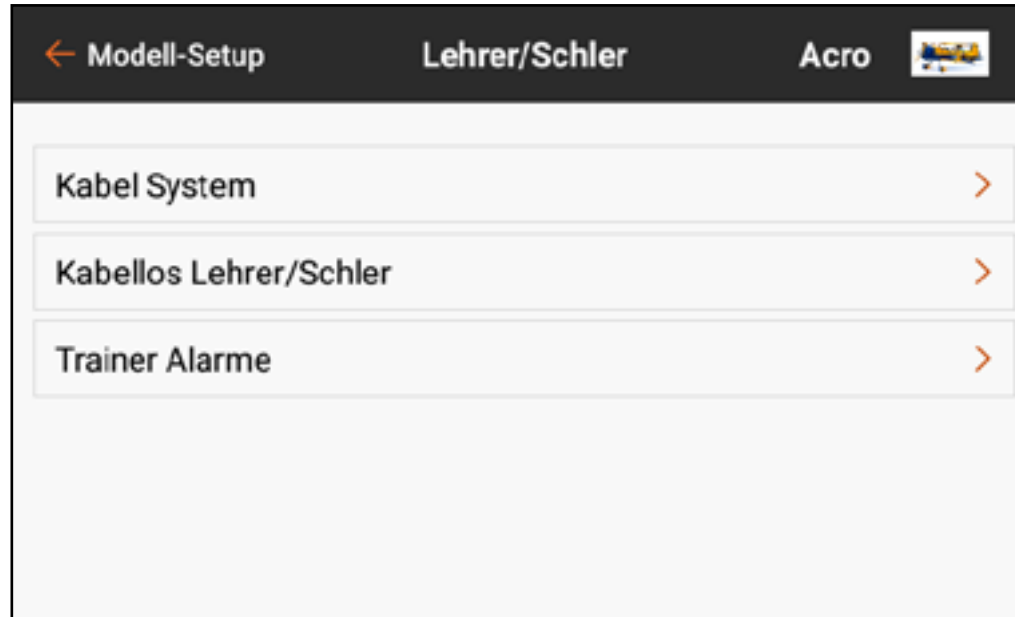 ← Modell-Setup Lehrer/Schler Acro
Kabel System >
Kabellos Lehrer/Schler >
Trainer Alarme >